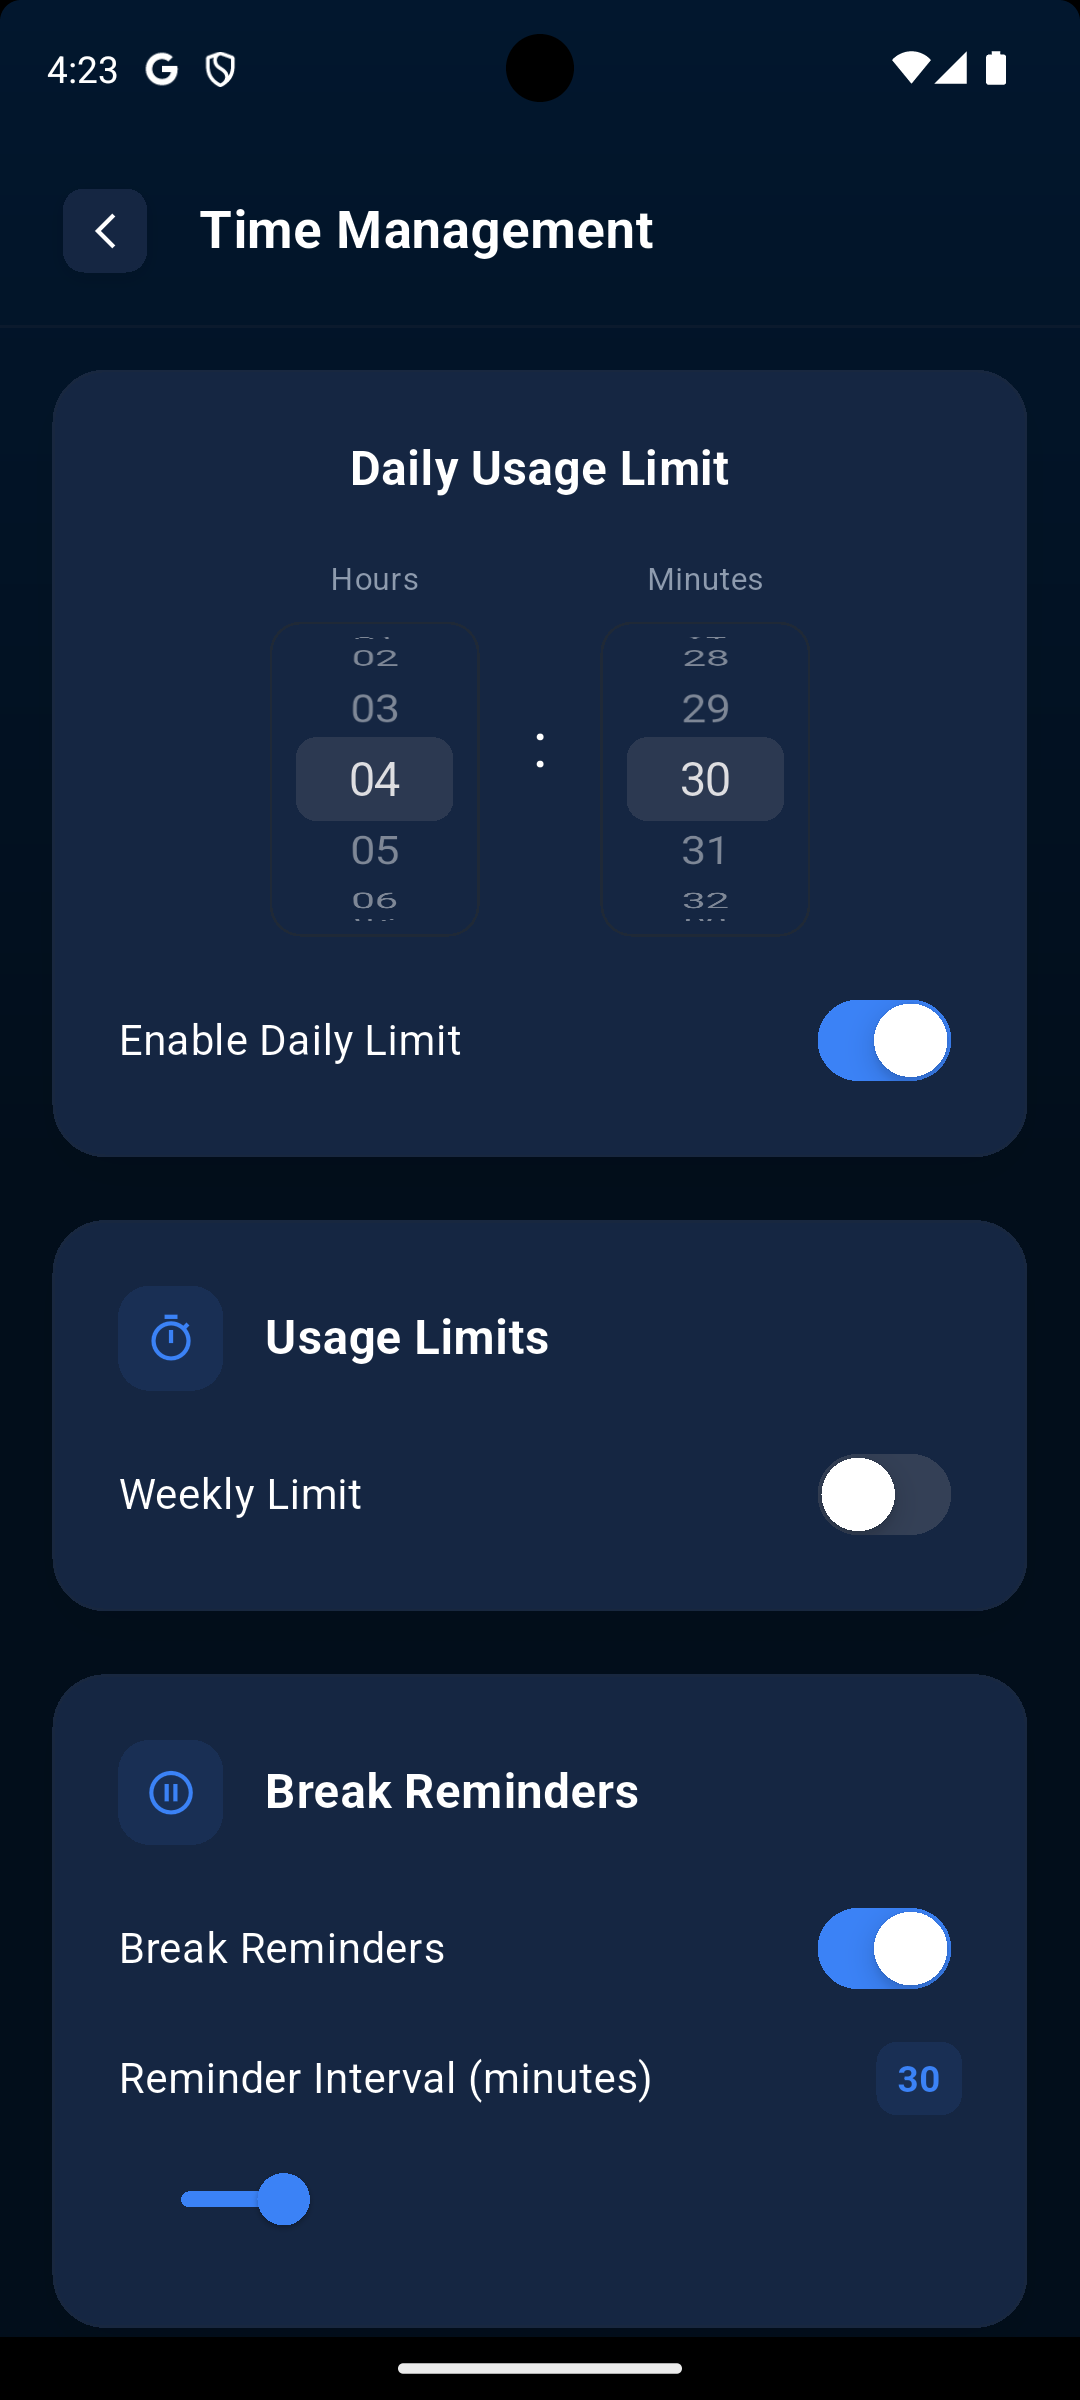 4:23
Time Management
Daily Usage Limit
Hours Minutes
02 28
03 29
04 : 30
05 31
06 32
Enable Daily Limit
Usage Limits
Weekly Limit
Break Reminders
Break Reminders
Reminder Interval (minutes) 30